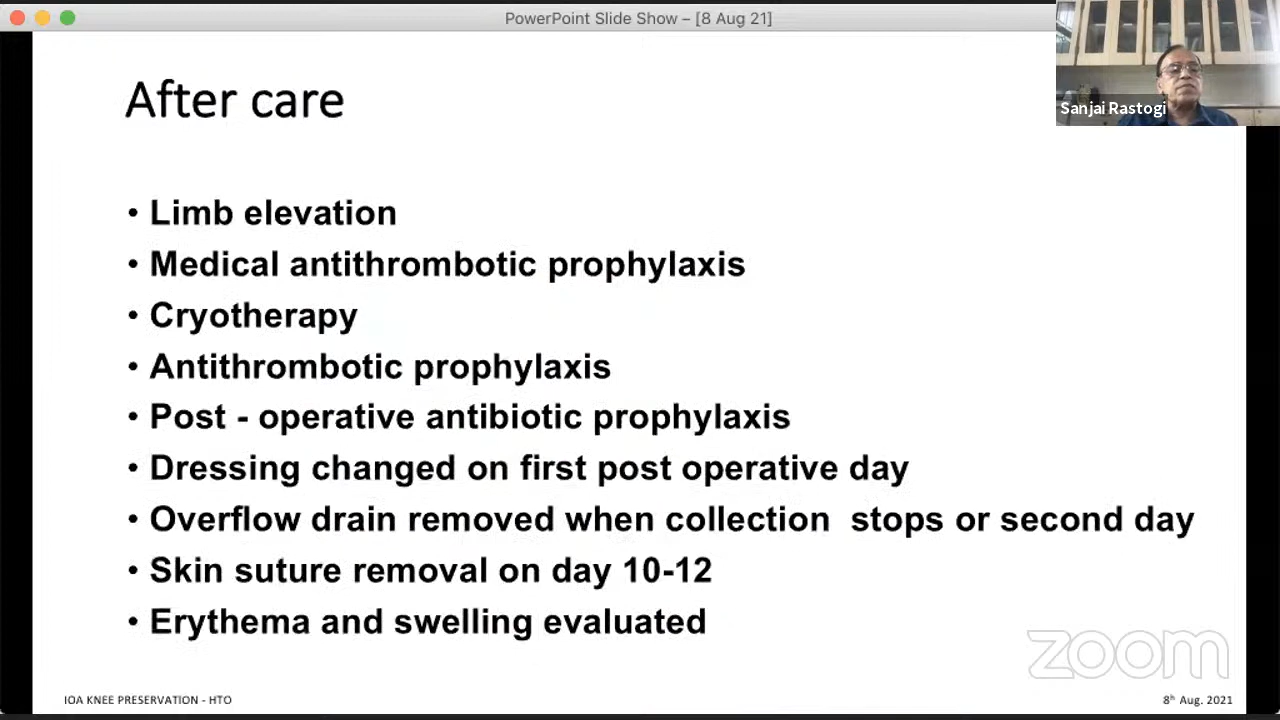 PowerPoint Slide Show – [8 Aug 21]
Sanjai Rastogi
After care
• Limb elevation
• Medical antithrombotic prophylaxis
• Cryotherapy
• Antithrombotic prophylaxis
• Post - operative antibiotic prophylaxis
• Dressing changed on first post operative day
• Overflow drain removed when collection  stops or second day
• Skin suture removal on day 10-12
• Erythema and swelling evaluated
zoom
IOA KNEE PRESERVATION - HTO
8ʰ Aug. 2021